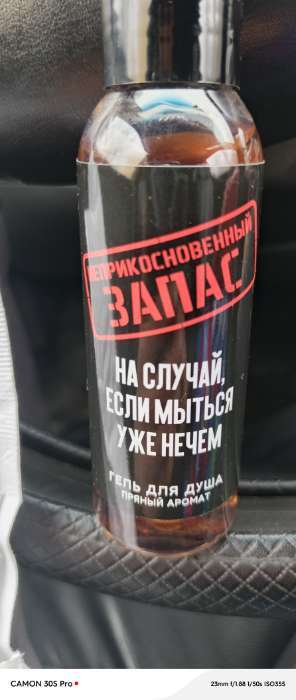 НЕПРИКОСНОВЕННЫЙ
ЗАПАС
НА СЛУЧАЙ,
ЕСЛИ МЫТЬСЯ
УЖЕ НЕЧЕМ
ГЕЛЬ ДЛЯ ДУША
ПРЯНЫЙ АРОМАТ
CAMON 30S Pro
23mm f/1.88 1/50s ISO355